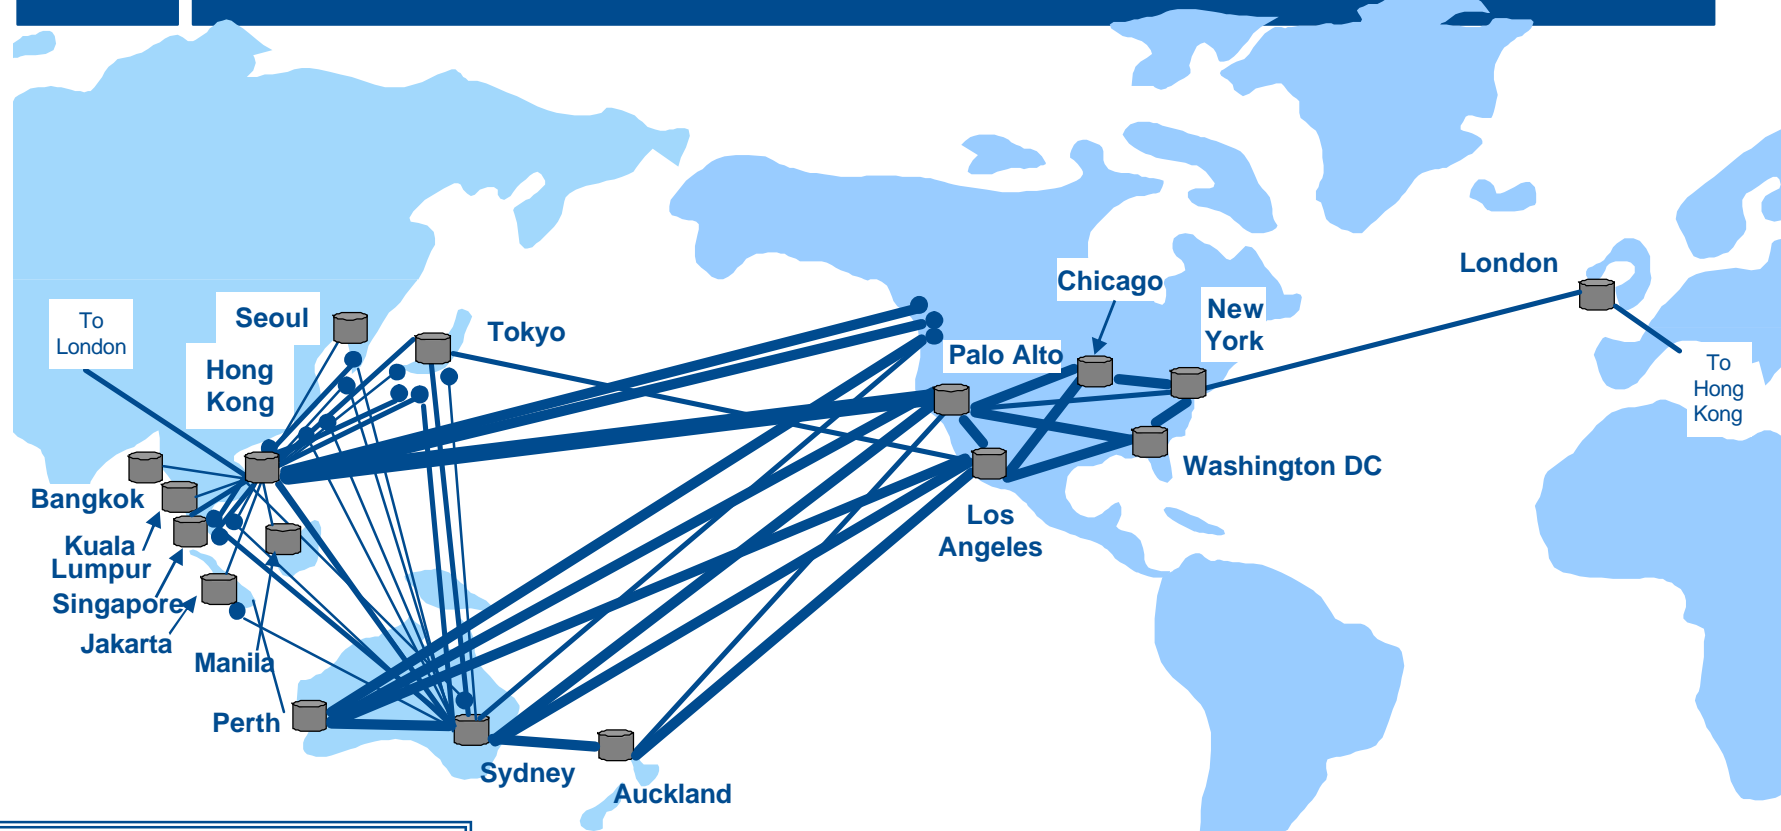 Chicago
London
New
York
To
London
Seoul
Tokyo
Hong
Kong
Palo Alto
To
Hong
Kong
Washington DC
Bangkok
Los
Angeles
Kuala
Lumpur
Singapore
Jakarta
Manila
Perth
Sydney
Auckland